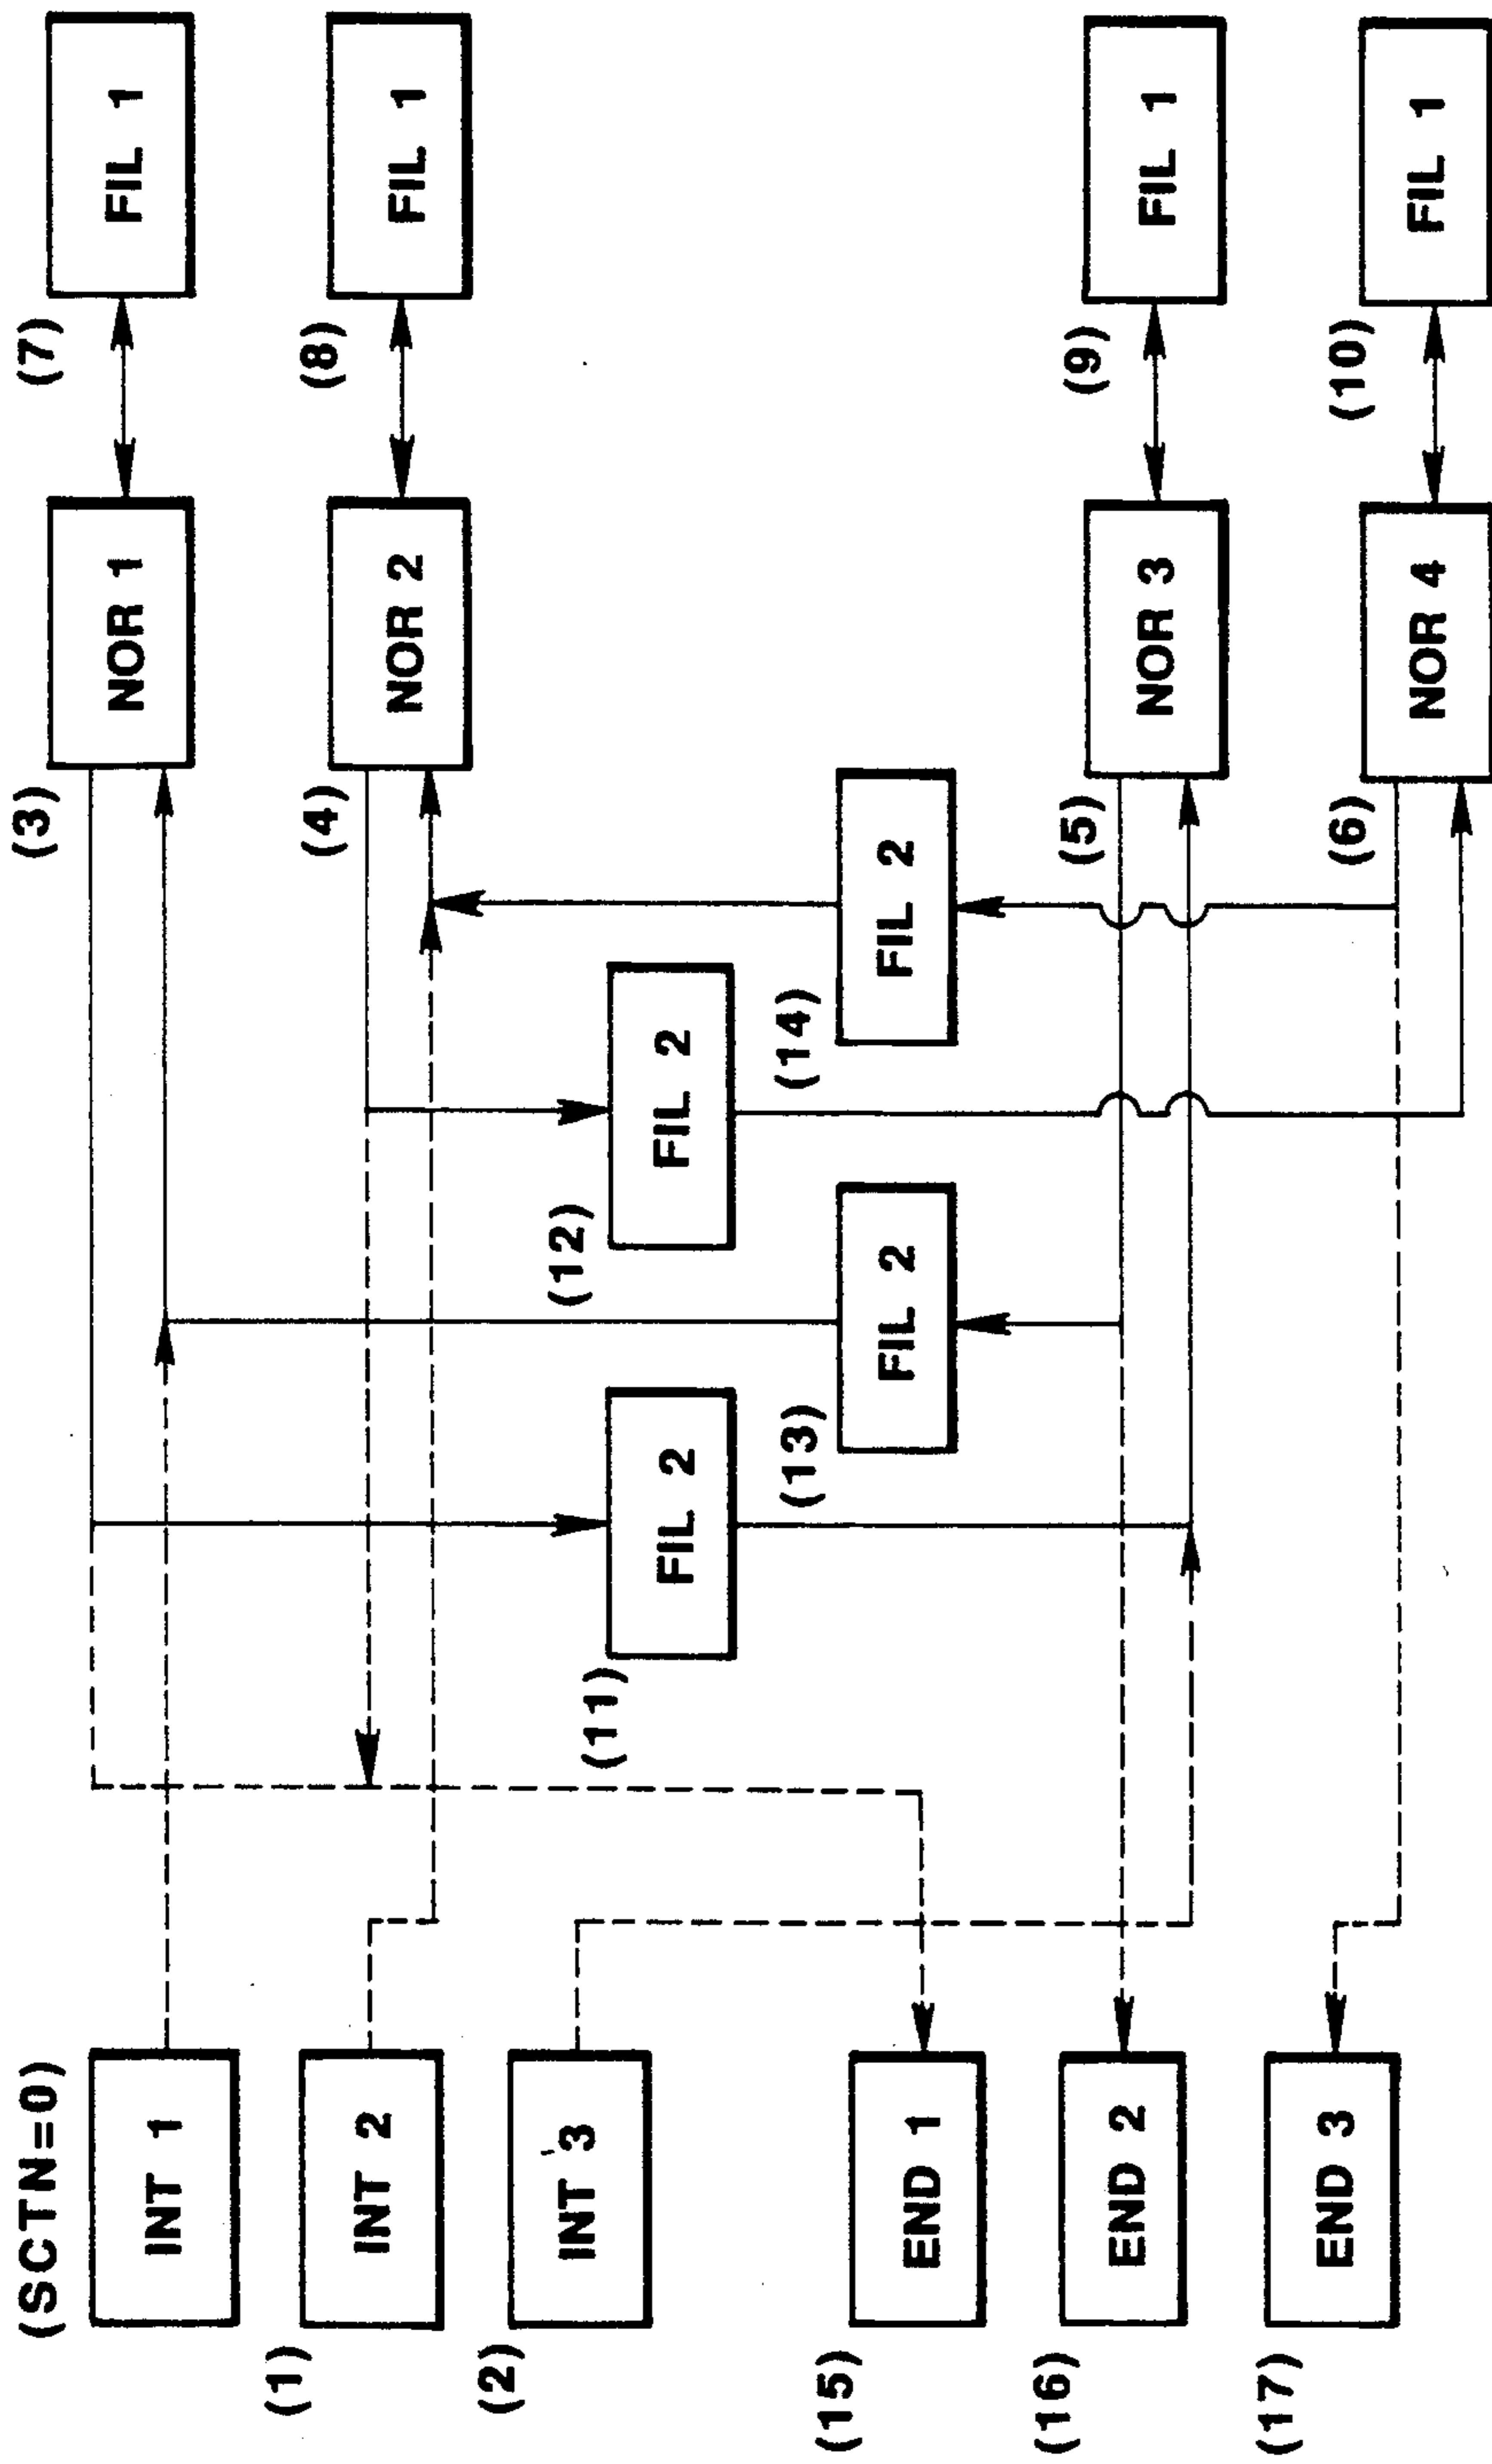 (SCTN=0)
INT 1
(1)
INT 2
(2)
INT 3
(15)
END 1
(16)
END 2
(17)
END 3
(11)
FIL 2
(13)
FIL 2
(12)
FIL 2
(14)
FIL 2
(3)
NOR 1
(4)
NOR 2
(5)
NOR 3
(6)
NOR 4
(7)
FIL 1
(8)
FIL 1
(9)
FIL 1
(10)
FIL 1